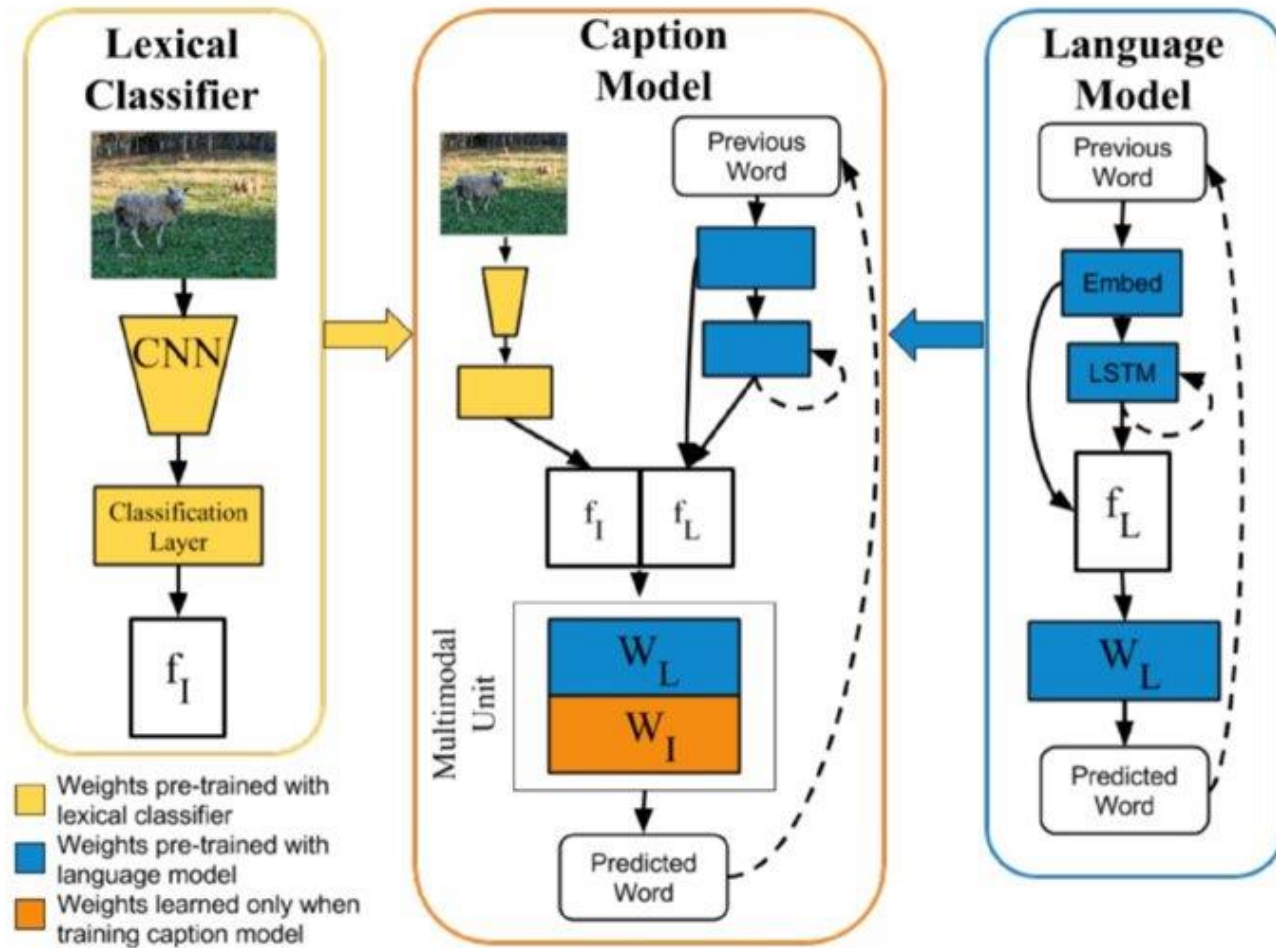 Lexical
Classifier
CNN
Classification
Layer
f_I
Weights pre-trained with
lexical classifier
Weights pre-trained with
language model
Weights learned only when
training caption model
Caption
Model
Previous
Word
f_I
f_L
Multimodal
Unit
W_L
W_I
Predicted
Word
Language
Model
Previous
Word
Embed
LSTM
f_L
W_L
Predicted
Word